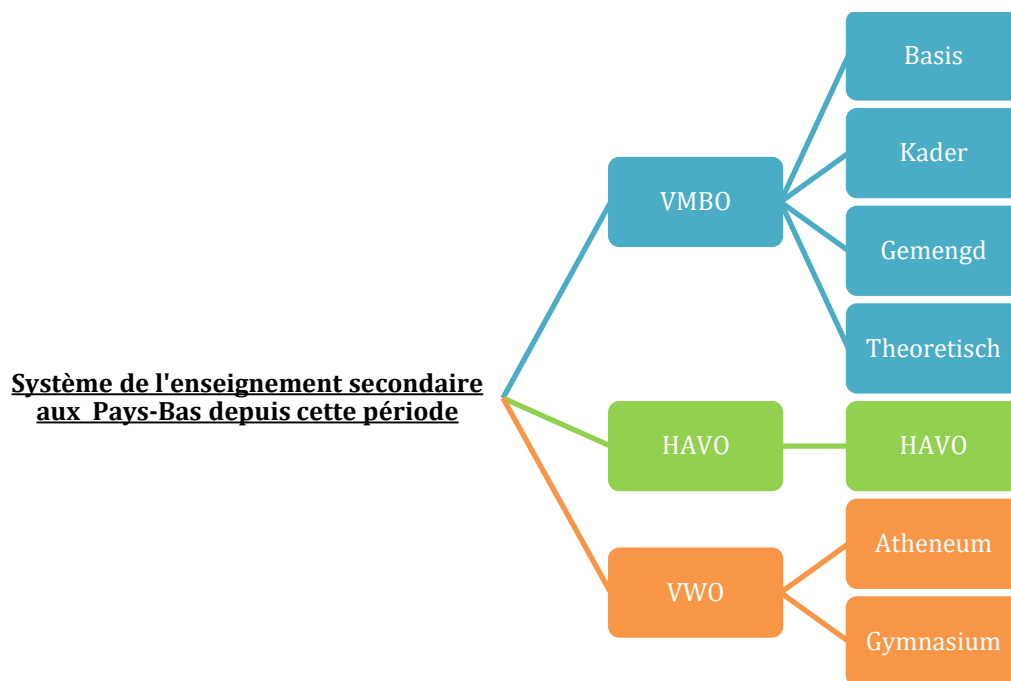 Système de l'enseignement secondaire
aux Pays-Bas depuis cette période
VMBO
Basis
Kader
Gemengd
Theoretisch
HAVO
HAVO
VWO
Atheneum
Gymnasium